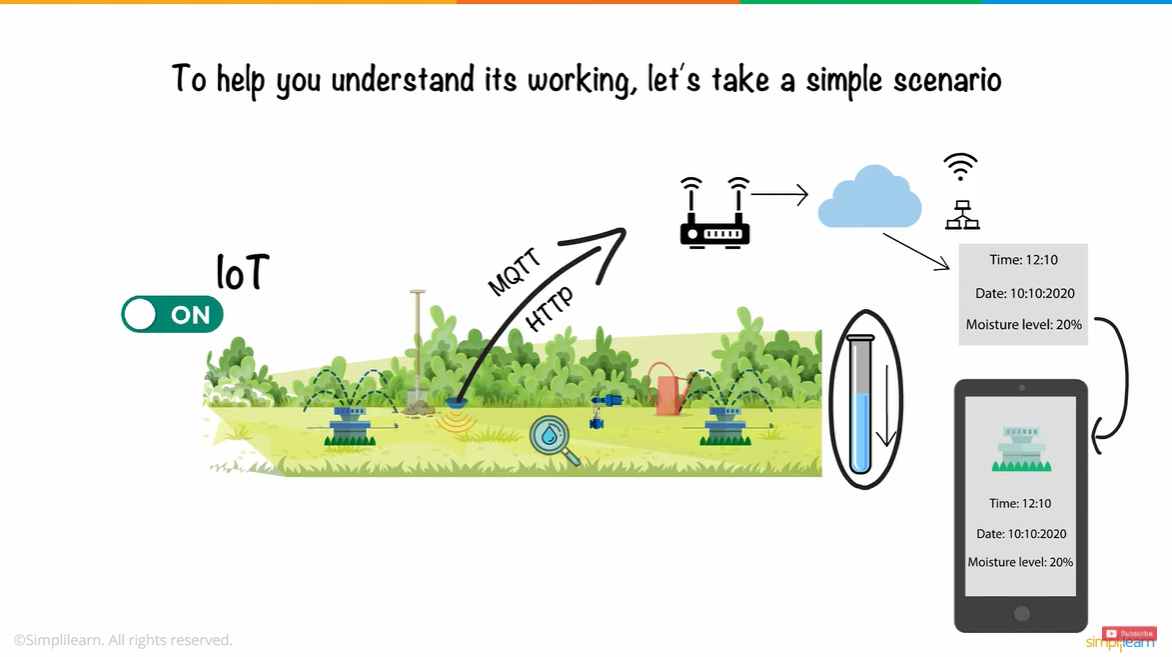 To help you understand its working, let's take a simple scenario
IoT
ON
MQTT
HTTP
Time: 12:10
Date: 10:10:2020
Moisture level: 20%
Time: 12:10
Date: 10:10:2020
Moisture level: 20%
©Simplilearn. All rights reserved.
Subscribe
simplilearn